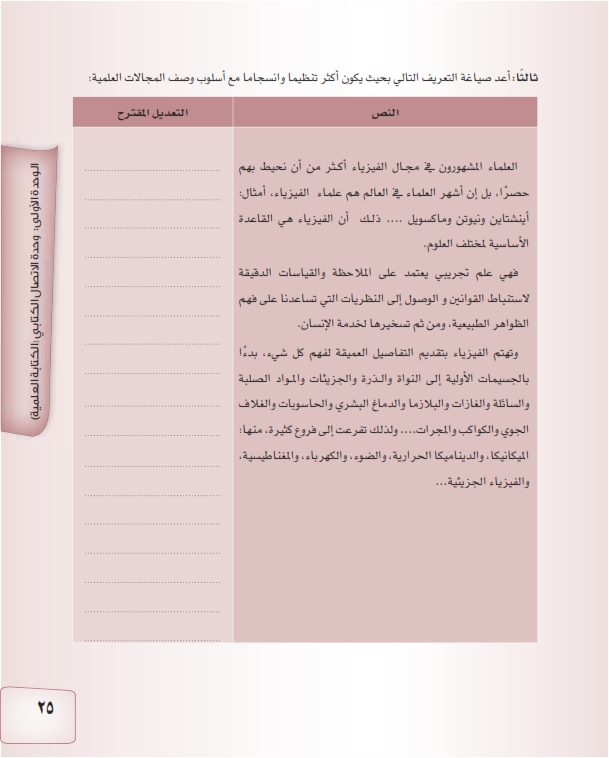 ثالثًا: أعد صياغة التعريف التالي بحيث يكون أكثر تنظيما وانسجاما مع أسلوب وصف المجالات العلمية:
النص
التعديل المقترح
العلماء المشهورون في مجال الفيزياء أكثر من أن نحيط بهم
حصرًا، بل إن أشهر العلماء في العالم هم علماء الفيزياء، أمثال:
أينشتاين ونيوتن وماكسويل .... ذلك أن الفيزياء هي القاعدة
الأساسية لمختلف العلوم.
فهي علم تجريبي يعتمد على الملاحظة والقياسات الدقيقة
لاستنباط القوانين و الوصول إلى النظريات التي تساعدنا على فهم
الظواهر الطبيعية، ومن ثم تسخيرها لخدمة الإنسان.
وتهتم الفيزياء بتقديم التفاصيل العميقة لفهم كل شيء، بدءًا
بالجسيمات الأولية إلى النواة والذرة والجزيئات والمواد الصلبة
والسائلة والغازات والبلازما والدماغ البشري والحاسوبات والغلاف
الجوي والكواكب والمجرات.... ولذلك تفرعت إلى فروع كثيرة، منها:
الميكانيكا، والديناميكا الحرارية، والضوء، والكهرباء، والمغناطيسية،
والفيزياء الجزيئية...
الوحدة الأولى: وحدة الاتصال الكتابي (الكتابة العلمية)
٢٥